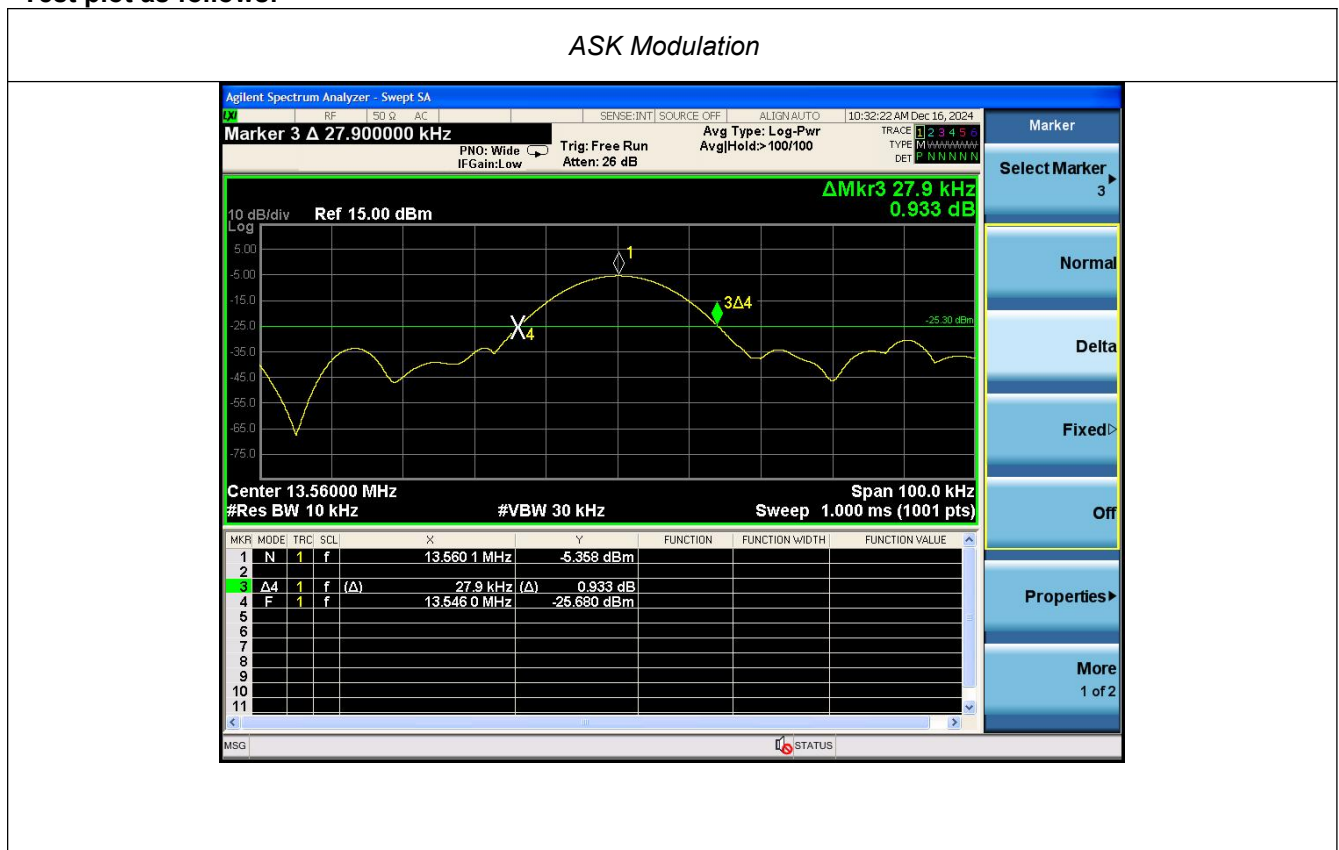 ASK Modulation
Agilent Spectrum Analyzer - Swept SA
LXI RF 50 Ω AC SENSE:INT SOURCE OFF ALIGN AUTO 10:32:22 AM Dec 16, 2024
Marker 3 Δ 27.900000 kHz
PNO: Wide
IFGain:Low
Trig: Free Run
Atten: 26 dB
Avg Type: Log-Pwr
Avg|Hold:>100/100
TRACE 1 2 3 4 5 6
TYPE M WWWWW
DET P N N N N N
ΔMkr3 27.9 kHz
0.933 dB
10 dB/div Ref 15.00 dBm
Log
5.00
-5.00
-15.0
-25.0
-35.0
-45.0
-55.0
-65.0
-75.0
1
3Δ4
4
-25.30 dBm
Center 13.56000 MHz Span 100.0 kHz
#Res BW 10 kHz #VBW 30 kHz Sweep 1.000 ms (1001 pts)
MKR MODE TRC SCL X Y FUNCTION FUNCTION WIDTH FUNCTION VALUE
1 N 1 f 13.560 1 MHz -5.358 dBm
2
3 Δ4 1 f (Δ) 27.9 kHz (Δ) 0.933 dB
4 F 1 f 13.546 0 MHz -25.680 dBm
5
6
7
8
9
10
11
MSG STATUS
Marker
Select Marker
3
Normal
Delta
Fixed
Off
Properties
More
1 of 2